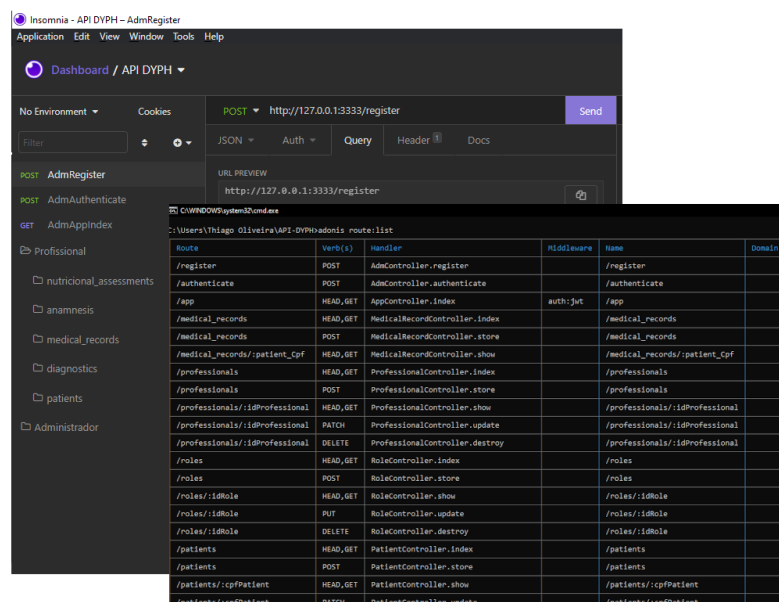 Insomnia - API DYPH – AdmRegister
Application Edit View Window Tools Help
Dashboard / API DYPH
No Environment Cookies POST http://127.0.0.1:3333/register Send
Filter JSON Auth Query Header 1 Docs
POST AdmRegister URL PREVIEW
http://127.0.0.1:3333/register
POST AdmAuthenticate
GET AdmAppIndex
Profissional
nutricional_assessments
anamnesis
medical_records
diagnostics
patients
Administrador
C:\WINDOWS\system32\cmd.exe
C:\Users\Thiago Oliveira\API-DYPH>adonis route:list
Route Verb(s) Handler Middleware Name Domain
/register POST AdmController.register /register
/authenticate POST AdmController.authenticate /authenticate
/app HEAD,GET AppController.index auth:jwt /app
/medical_records HEAD,GET MedicalRecordController.index /medical_records
/medical_records POST MedicalRecordController.store /medical_records
/medical_records/:patient_Cpf HEAD,GET MedicalRecordController.show /medical_records/:patient_Cpf
/professionals HEAD,GET ProfessionalController.index /professionals
/professionals POST ProfessionalController.store /professionals
/professionals/:idProfessional HEAD,GET ProfessionalController.show /professionals/:idProfessional
/professionals/:idProfessional PATCH ProfessionalController.update /professionals/:idProfessional
/professionals/:idProfessional DELETE ProfessionalController.destroy /professionals/:idProfessional
/roles HEAD,GET RoleController.index /roles
/roles POST RoleController.store /roles
/roles/:idRole HEAD,GET RoleController.show /roles/:idRole
/roles/:idRole PUT RoleController.update /roles/:idRole
/roles/:idRole DELETE RoleController.destroy /roles/:idRole
/patients HEAD,GET PatientController.index /patients
/patients POST PatientController.store /patients
/patients/:cpfPatient HEAD,GET PatientController.show /patients/:cpfPatient
/patients/:cpfPatient PATCH PatientController.update /patients/:cpfPatient